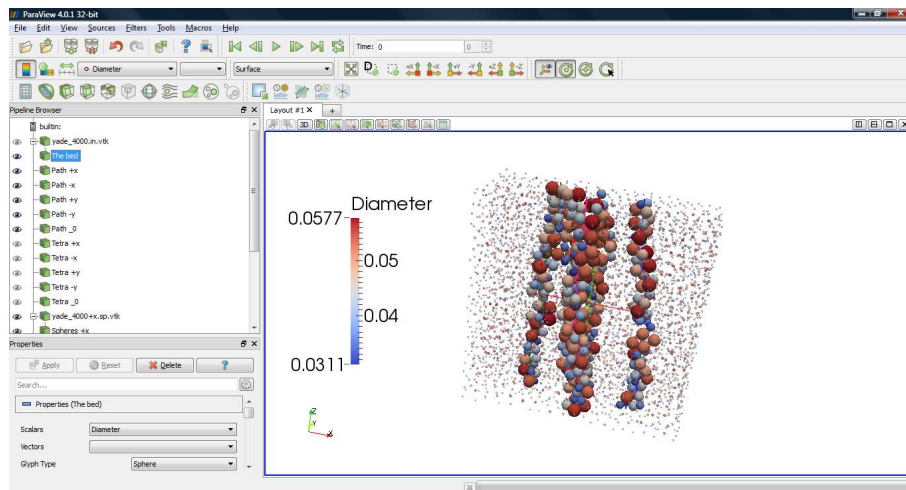 ParaView 4.0.1 32-bit
File Edit View Sources Filters Tools Macros Help
Time: 0 0
Diameter Surface
+X -X +Y -Y +Z -Z
Pipeline Browser
Layout #1 X +
3D
builtin:
yade_4000.in.vtk
The bed
Path +x
Path -x
Path +y
Path -y
Path _0
Tetra +x
Tetra -x
Tetra +y
Tetra -y
Tetra _0
yade_4000+x.sp.vtk
Spheres +x
Diameter
0.0577
0.05
0.04
0.0311
Z
Y
X
Properties
Apply Reset Delete ?
Search...
Properties (The bed)
Scalars Diameter
Vectors
Glyph Type Sphere